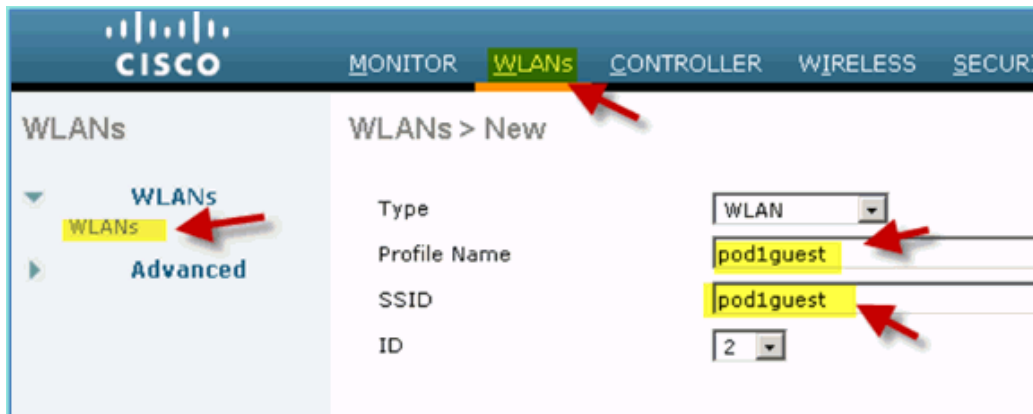 CISCO
MONITOR WLANs CONTROLLER WIRELESS SECURI
WLANs
WLANs > New
WLANs
WLANs
Advanced
Type WLAN
Profile Name pod1guest
SSID pod1guest
ID 2